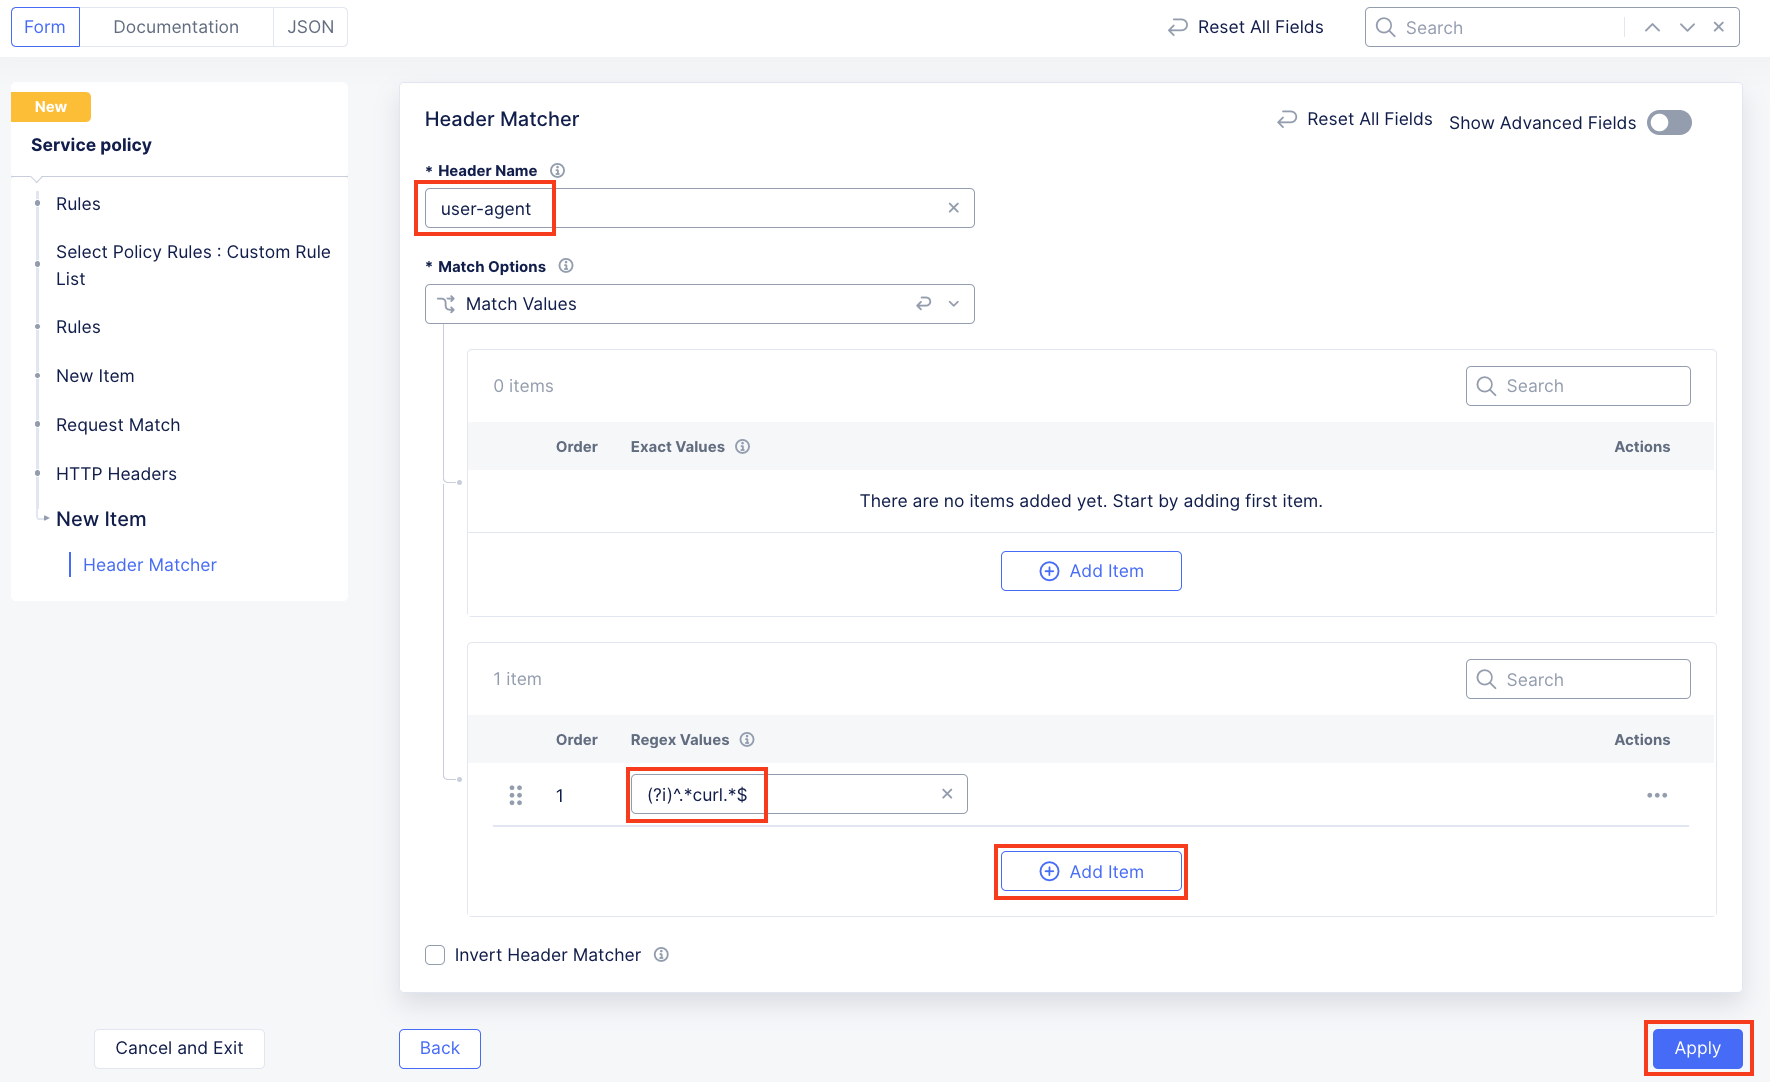 Form Documentation JSON Reset All Fields Search
New
Service policy
Rules
Select Policy Rules : Custom Rule
List
Rules
New Item
Request Match
HTTP Headers
New Item
Header Matcher
Header Matcher Reset All Fields Show Advanced Fields
* Header Name
user-agent
* Match Options
Match Values
0 items Search
Order Exact Values Actions
There are no items added yet. Start by adding first item.
Add Item
1 item Search
Order Regex Values Actions
1 (?i)^.*curl.*$
Add Item
Invert Header Matcher
Cancel and Exit Back Apply